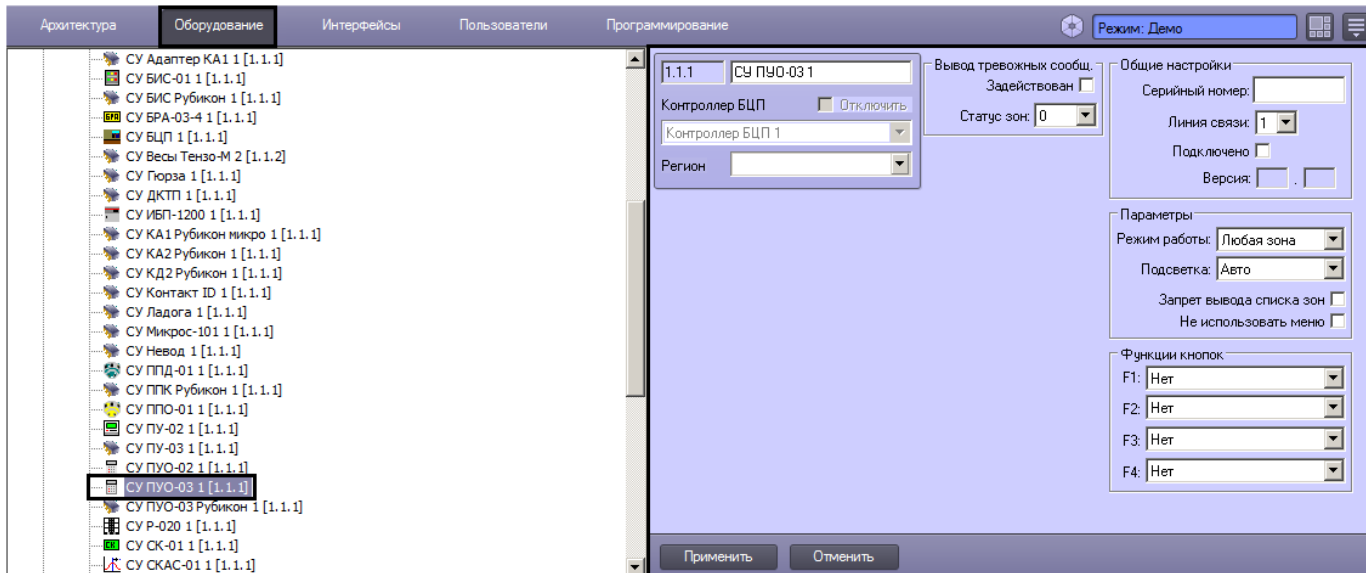 Архитектура Оборудование Интерфейсы Пользователи Программирование Режим: Демо
СУ Адаптер КА1 1 [1.1.1]
СУ БИС-01 1 [1.1.1]
СУ БИС Рубикон 1 [1.1.1]
СУ БРА-03-4 1 [1.1.1]
СУ БЦП 1 [1.1.1]
СУ Весы Тензо-М 2 [1.1.2]
СУ Гюрза 1 [1.1.1]
СУ ДКТП 1 [1.1.1]
СУ ИБП-1200 1 [1.1.1]
СУ КА1 Рубикон микро 1 [1.1.1]
СУ КА2 Рубикон 1 [1.1.1]
СУ КД2 Рубикон 1 [1.1.1]
СУ Контакт ID 1 [1.1.1]
СУ Ладога 1 [1.1.1]
СУ Микрос-101 1 [1.1.1]
СУ Невод 1 [1.1.1]
СУ ППД-01 1 [1.1.1]
СУ ППК Рубикон 1 [1.1.1]
СУ ППО-01 1 [1.1.1]
СУ ПУ-02 1 [1.1.1]
СУ ПУ-03 1 [1.1.1]
СУ ПУО-02 1 [1.1.1]
СУ ПУО-03 1 [1.1.1]
СУ ПУО-03 Рубикон 1 [1.1.1]
СУ Р-020 1 [1.1.1]
СУ СК-01 1 [1.1.1]
СУ СКАС-01 1 [1.1.1]
1.1.1 СУ ПУО-03 1
Контроллер БЦП Отключить
Контроллер БЦП 1
Регион
Вывод тревожных сообщ.
Задействован
Статус зон: 0
Общие настройки
Серийный номер:
Линия связи: 1
Подключено
Версия: .
Параметры
Режим работы: Любая зона
Подсветка: Авто
Запрет вывода списка зон
Не использовать меню
Функции кнопок
F1: Нет
F2: Нет
F3: Нет
F4: Нет
Применить Отменить